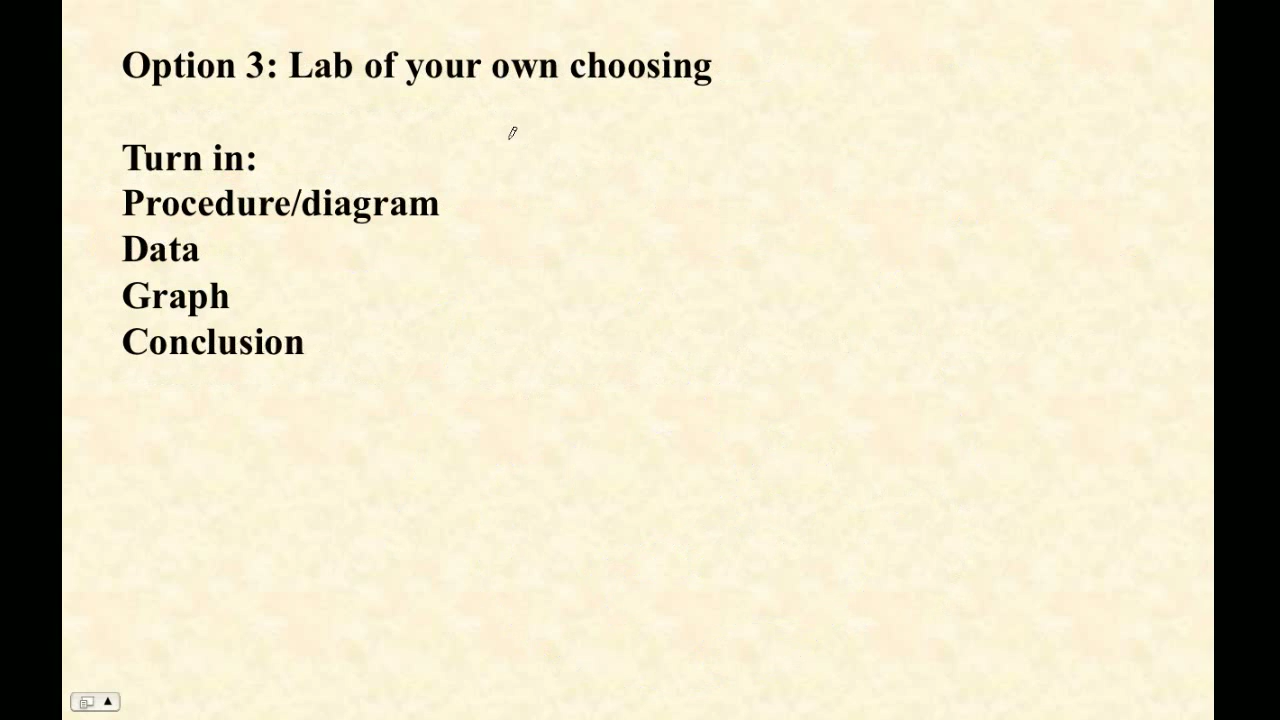 Option 3: Lab of your own choosing
Turn in:
Procedure/diagram
Data
Graph
Conclusion